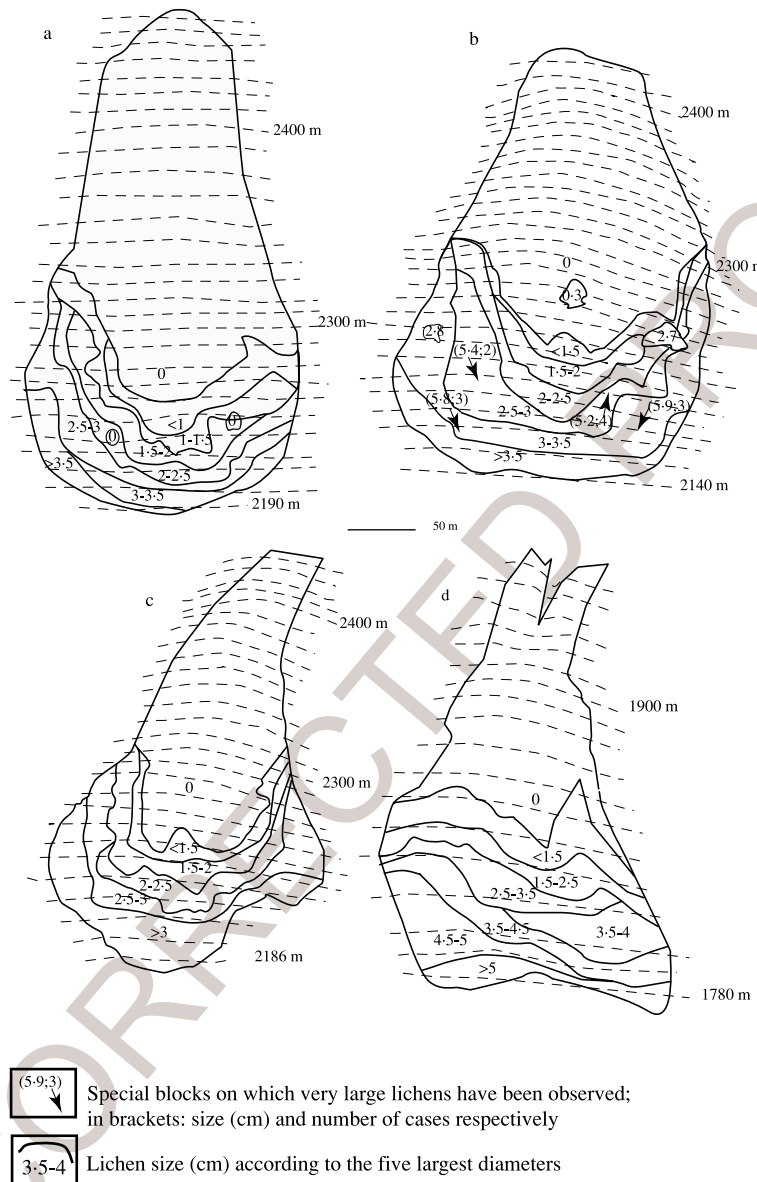 a
2400 m
2300 m
0
<1
0
1·5-2
1-1·5
2·5-3
0
2-2·5
>3·5
3-3·5
2190 m
b
2400 m
2300 m
0
0·3
2·8
2·7
<1·5
(5·4;2)
1·5-2
2-2·5
(5·8;3)
2·5-3
(5·2;4)
(5·9;3)
3-3·5
>3·5
2140 m
50 m
c
2400 m
2300 m
0
<1·5
1·5-2
2-2·5
2·5-3
>3
2186 m
d
1900 m
0
<1·5
1·5-2·5
2·5-3·5
3·5-4·5
3·5-4
4·5-5
>5
1780 m
(5·9;3)
Special blocks on which very large lichens have been observed;
in brackets: size (cm) and number of cases respectively
3·5-4
Lichen size (cm) according to the five largest diameters
ORRECTED PRO